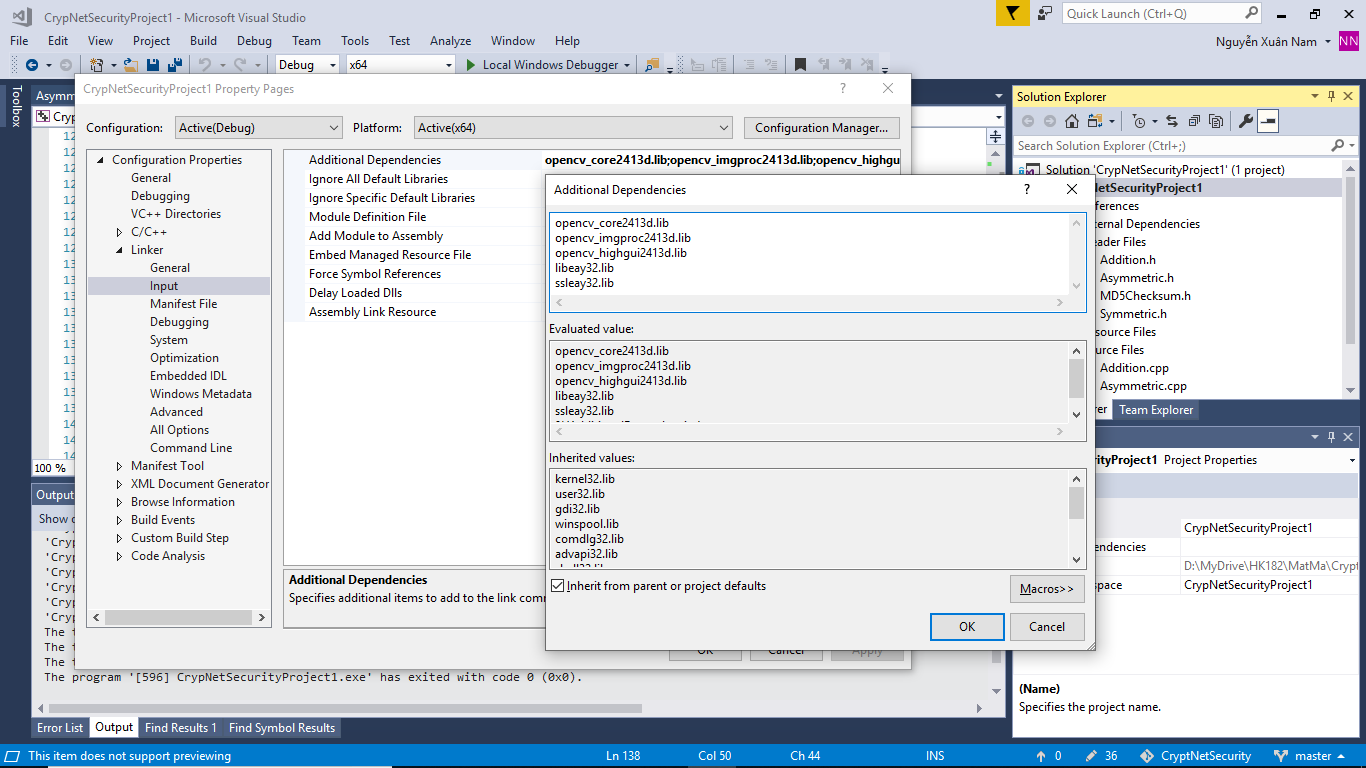 CrypNetSecurityProject1 - Microsoft Visual Studio
Quick Launch (Ctrl+Q)
File Edit View Project Build Debug Team Tools Test Analyze Window Help
Nguyễn Xuân Nam NN
Debug x64 Local Windows Debugger
Toolbox
Asymm
Cryp
CrypNetSecurityProject1 Property Pages
Configuration: Active(Debug) Platform: Active(x64) Configuration Manager...
Configuration Properties
General
Debugging
VC++ Directories
C/C++
Linker
General
Input
Manifest File
Debugging
System
Optimization
Embedded IDL
Windows Metadata
Advanced
All Options
Command Line
Manifest Tool
XML Document Generator
Browse Information
Build Events
Custom Build Step
Code Analysis
Additional Dependencies opencv_core2413d.lib;opencv_imgproc2413d.lib;opencv_highgu
Ignore All Default Libraries
Ignore Specific Default Libraries
Module Definition File
Add Module to Assembly
Embed Managed Resource File
Force Symbol References
Delay Loaded Dlls
Assembly Link Resource
Additional Dependencies
Specifies additional items to add to the link comm
OK Cancel Apply
Additional Dependencies
opencv_core2413d.lib
opencv_imgproc2413d.lib
opencv_highgui2413d.lib
libeay32.lib
ssleay32.lib
Evaluated value:
opencv_core2413d.lib
opencv_imgproc2413d.lib
opencv_highgui2413d.lib
libeay32.lib
ssleay32.lib
Inherited values:
kernel32.lib
user32.lib
gdi32.lib
winspool.lib
comdlg32.lib
advapi32.lib
Inherit from parent or project defaults
Macros>>
OK Cancel
Solution Explorer
Search Solution Explorer (Ctrl+;)
Solution 'CrypNetSecurityProject1' (1 project)
etSecurityProject1
ferences
ternal Dependencies
ader Files
Addition.h
Asymmetric.h
MD5Checksum.h
Symmetric.h
source Files
urce Files
Addition.cpp
Asymmetric.cpp
rer Team Explorer
rityProject1 Project Properties
CrypNetSecurityProject1
endencies
D:\MyDrive\HK182\MatMa\Crypt
space CrypNetSecurityProject1
(Name)
Specifies the project name.
100 %
Output
Show o
'Cryp
'Cryp
'Cryp
'Cryp
'Cryp
'Cryp
The t
The t
The t
The program '[596] CrypNetSecurityProject1.exe' has exited with code 0 (0x0).
Error List Output Find Results 1 Find Symbol Results
This item does not support previewing Ln 138 Col 50 Ch 44 INS 0 36 CryptNetSecurity master